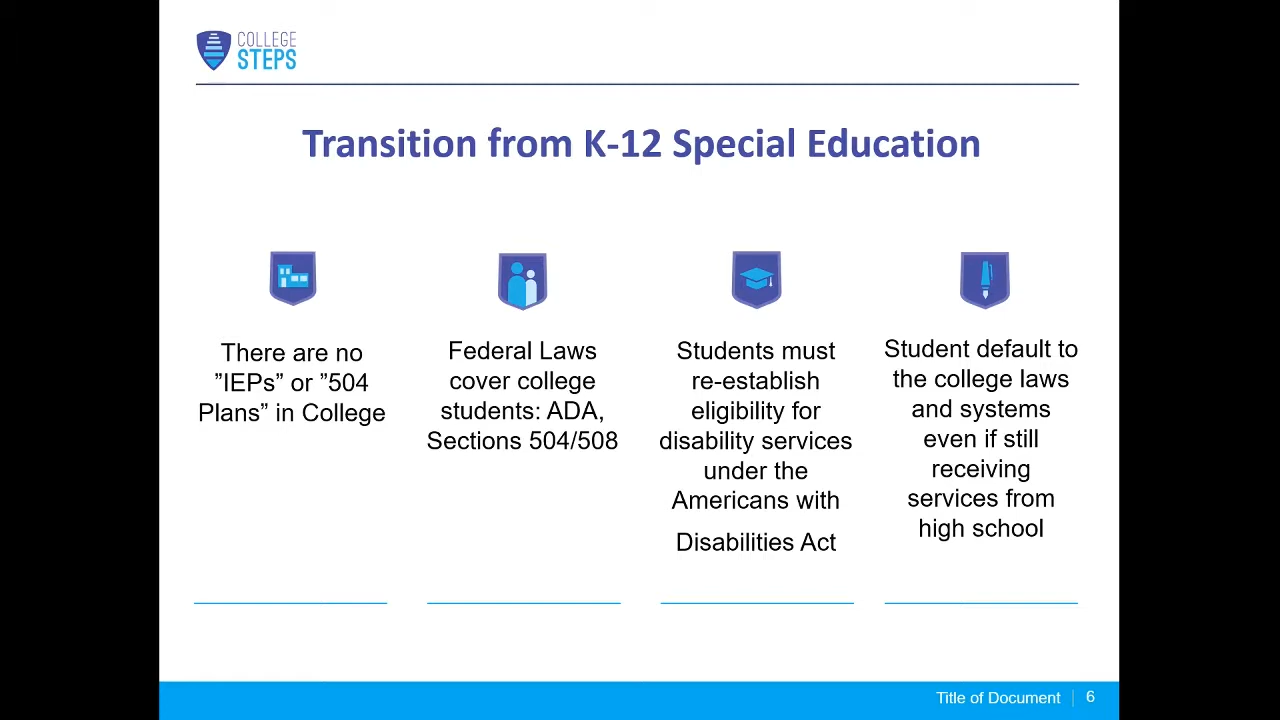 COLLEGE
STEPS
Transition from K-12 Special Education
There are no
”IEPs” or ”504
Plans” in College
Federal Laws
cover college
students: ADA,
Sections 504/508
Students must
re-establish
eligibility for
disability services
under the
Americans with
Disabilities Act
Student default to
the college laws
and systems
even if still
receiving
services from
high school
Title of Document
6